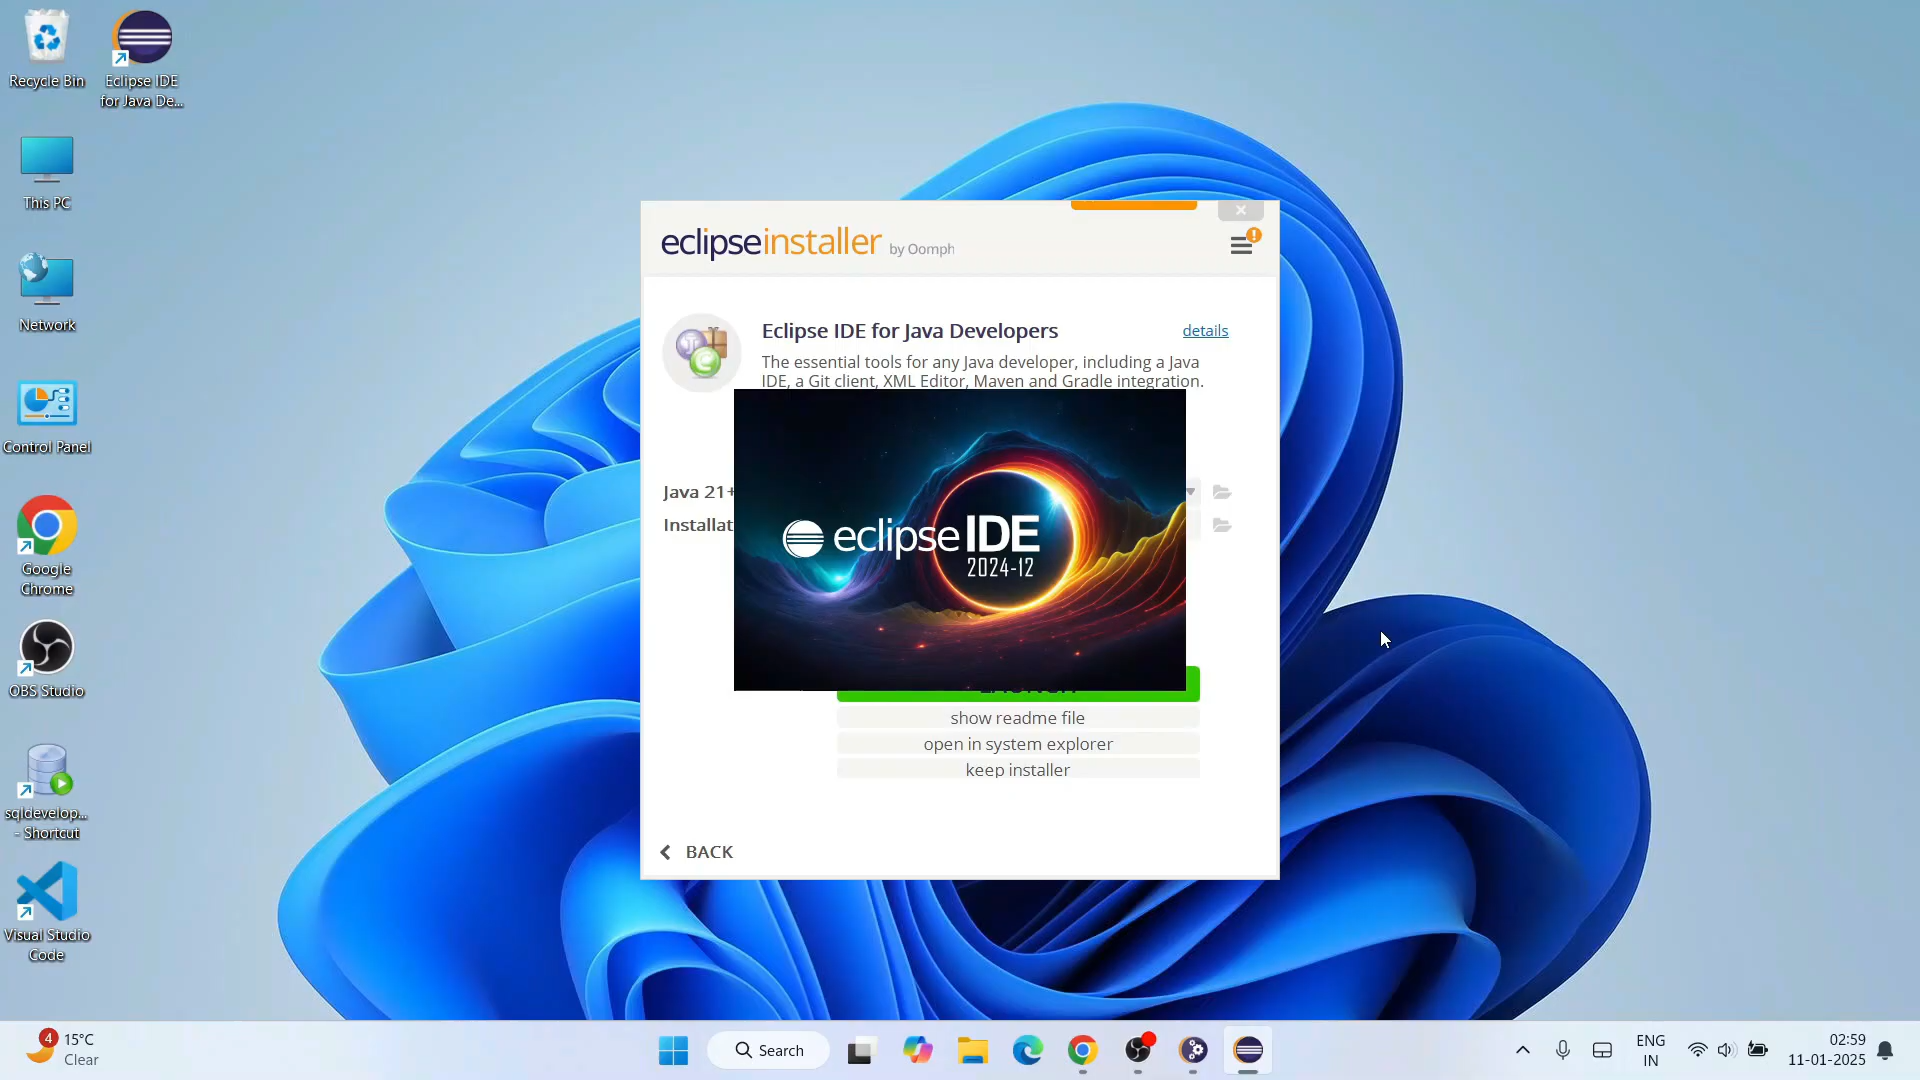 Recycle Bin
Eclipse IDE
for Java De...
This PC
Network
Control Panel
Google
Chrome
OBS Studio
sqldevelop...
- Shortcut
Visual Studio
Code
eclipseinstaller by Oomph
Eclipse IDE for Java Developers
details
The essential tools for any Java developer, including a Java
IDE, a Git client, XML Editor, Maven and Gradle integration.
Java 21+
Installat
eclipseIDE
2024-12
LAUNCH
show readme file
open in system explorer
keep installer
BACK
4
15°C
Clear
Search
ENG
IN
02:59
11-01-2025